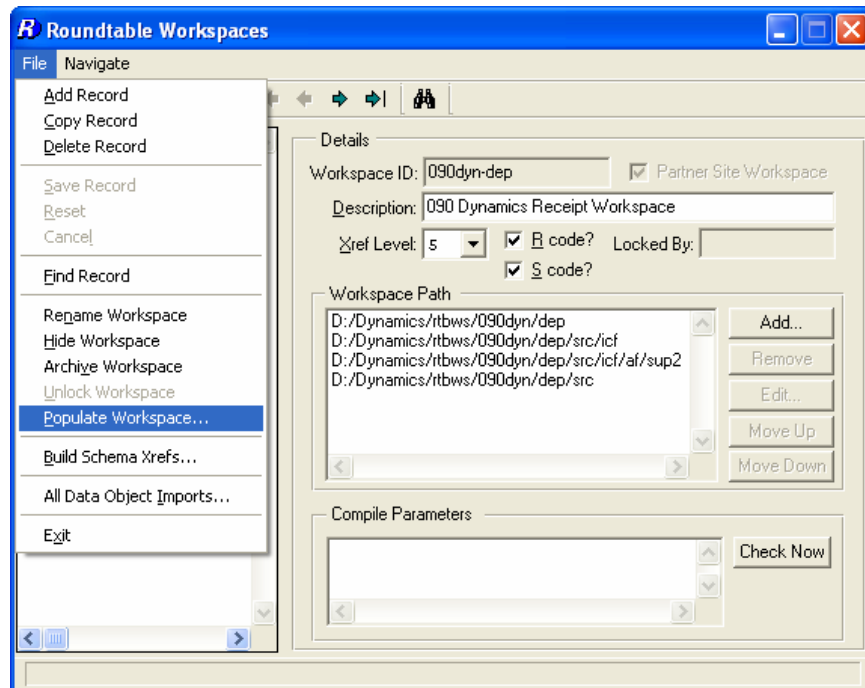 R Roundtable Workspaces
File Navigate
Add Record
Copy Record
Delete Record
Save Record
Reset
Cancel
Find Record
Rename Workspace
Hide Workspace
Archive Workspace
Unlock Workspace
Populate Workspace...
Build Schema Xrefs...
All Data Object Imports...
Exit
Details
Workspace ID: 090dyn-dep Partner Site Workspace
Description: 090 Dynamics Receipt Workspace
Xref Level: 5 R code? Locked By:
S code?
Workspace Path
D:/Dynamics/rtbws/090dyn/dep
D:/Dynamics/rtbws/090dyn/dep/src/icf
D:/Dynamics/rtbws/090dyn/dep/src/icf/af/sup2
D:/Dynamics/rtbws/090dyn/dep/src
Add...
Remove
Edit...
Move Up
Move Down
Compile Parameters
Check Now